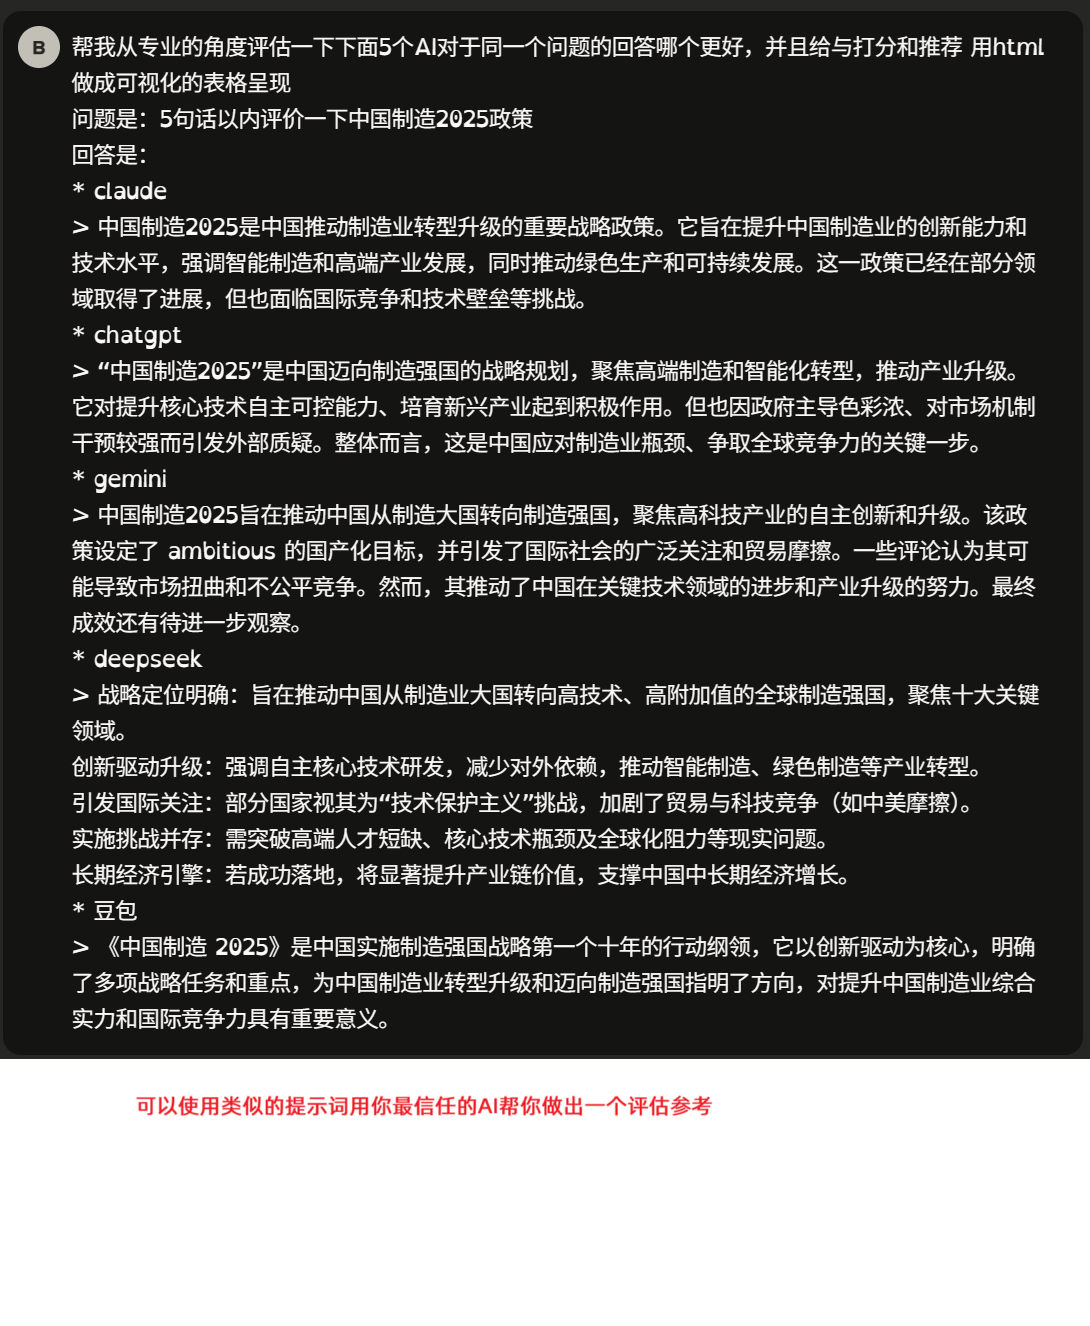 B
帮我从专业的角度评估一下下面5个AI对于同一个问题的回答哪个更好，并且给与打分和推荐 用html
做成可视化的表格呈现
问题是：5句话以内评价一下中国制造2025政策
回答是：
* claude
> 中国制造2025是中国推动制造业转型升级的重要战略政策。它旨在提升中国制造业的创新能力和
技术水平，强调智能制造和高端产业发展，同时推动绿色生产和可持续发展。这一政策已经在部分领
域取得了进展，但也面临国际竞争和技术壁垒等挑战。
* chatgpt
> “中国制造2025”是中国迈向制造强国的战略规划，聚焦高端制造和智能化转型，推动产业升级。
它对提升核心技术自主可控能力、培育新兴产业起到积极作用。但也因政府主导色彩浓、对市场机制
干预较强而引发外部质疑。整体而言，这是中国应对制造业瓶颈、争取全球竞争力的关键一步。
* gemini
> 中国制造2025旨在推动中国从制造大国转向制造强国，聚焦高科技产业的自主创新和升级。该政
策设定了 ambitious 的国产化目标，并引发了国际社会的广泛关注和贸易摩擦。一些评论认为其可
能导致市场扭曲和不公平竞争。然而，其推动了中国在关键技术领域的进步和产业升级的努力。最终
成效还有待进一步观察。
* deepseek
> 战略定位明确：旨在推动中国从制造业大国转向高技术、高附加值的全球制造强国，聚焦十大关键
领域。
创新驱动升级：强调自主核心技术研发，减少对外依赖，推动智能制造、绿色制造等产业转型。
引发国际关注：部分国家视其为“技术保护主义”挑战，加剧了贸易与科技竞争（如中美摩擦）。
实施挑战并存：需突破高端人才短缺、核心技术瓶颈及全球化阻力等现实问题。
长期经济引擎：若成功落地，将显著提升产业链价值，支撑中国中长期经济增长。
* 豆包
> 《中国制造 2025》是中国实施制造强国战略第一个十年的行动纲领，它以创新驱动为核心，明确
了多项战略任务和重点，为中国制造业转型升级和迈向制造强国指明了方向，对提升中国制造业综合
实力和国际竞争力具有重要意义。
可以使用类似的提示词用你最信任的AI帮你做出一个评估参考